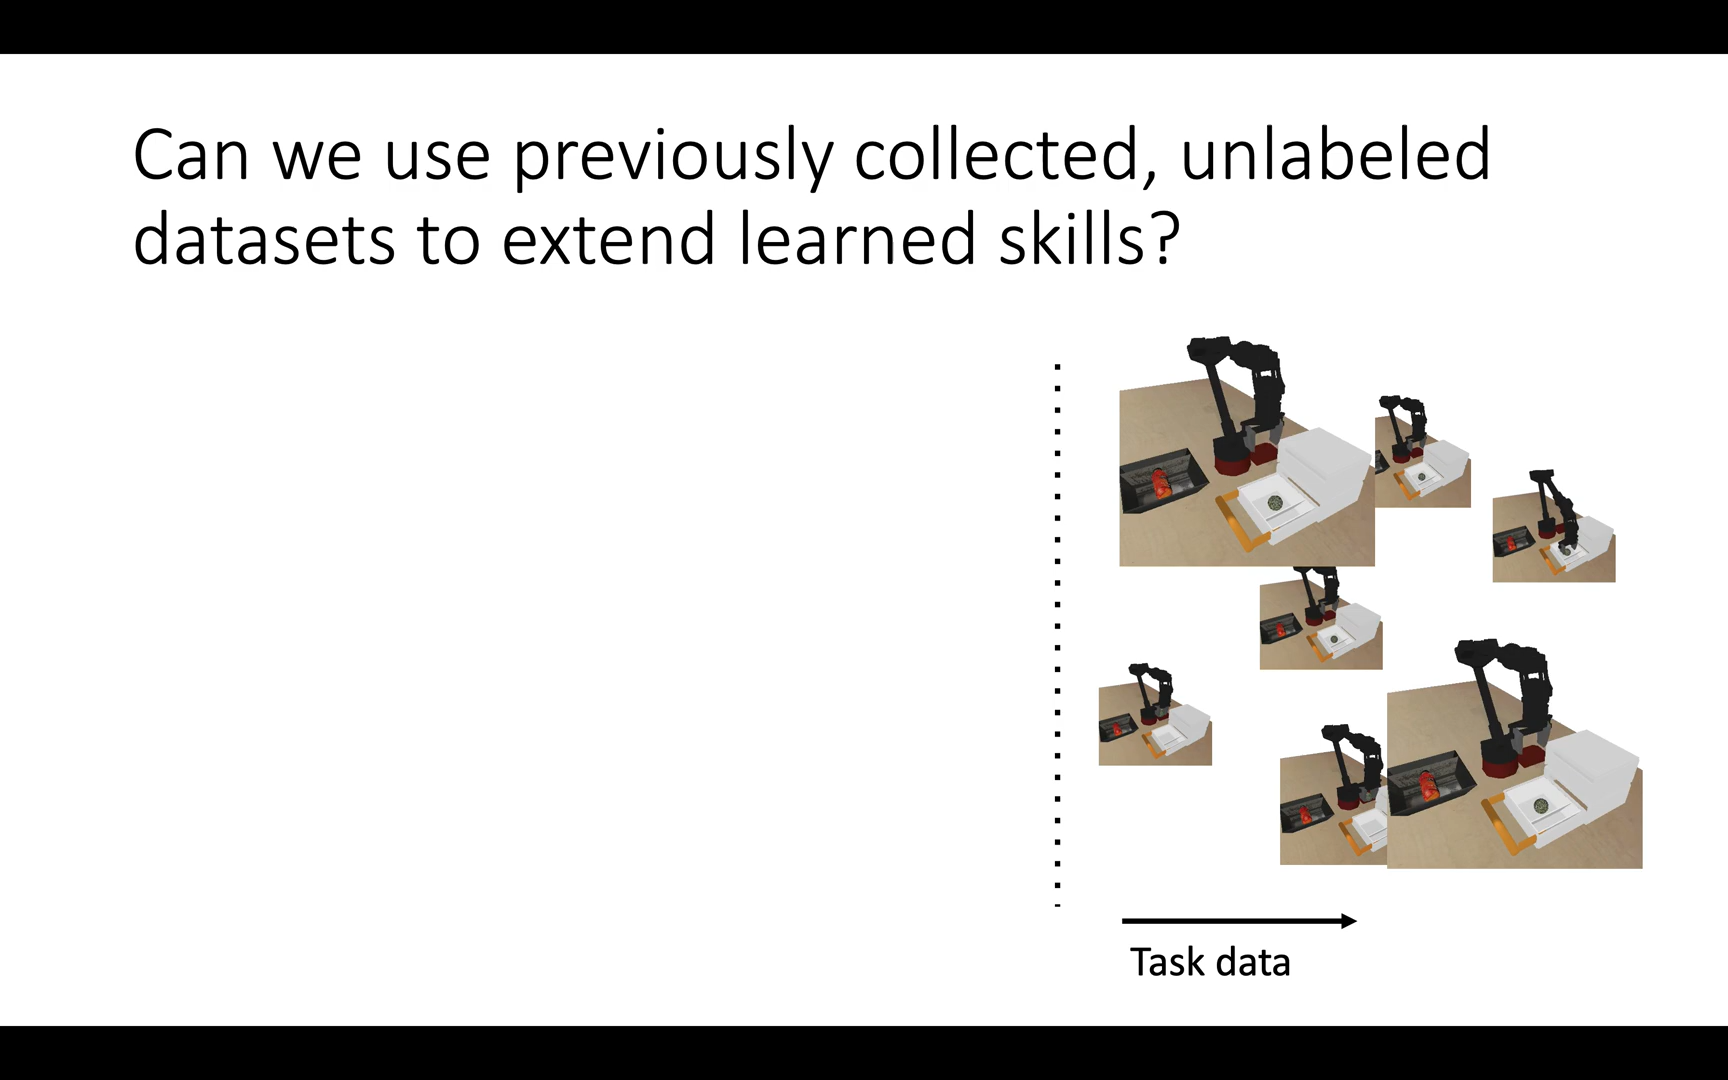 Can we use previously collected, unlabeled
datasets to extend learned skills?
Task data